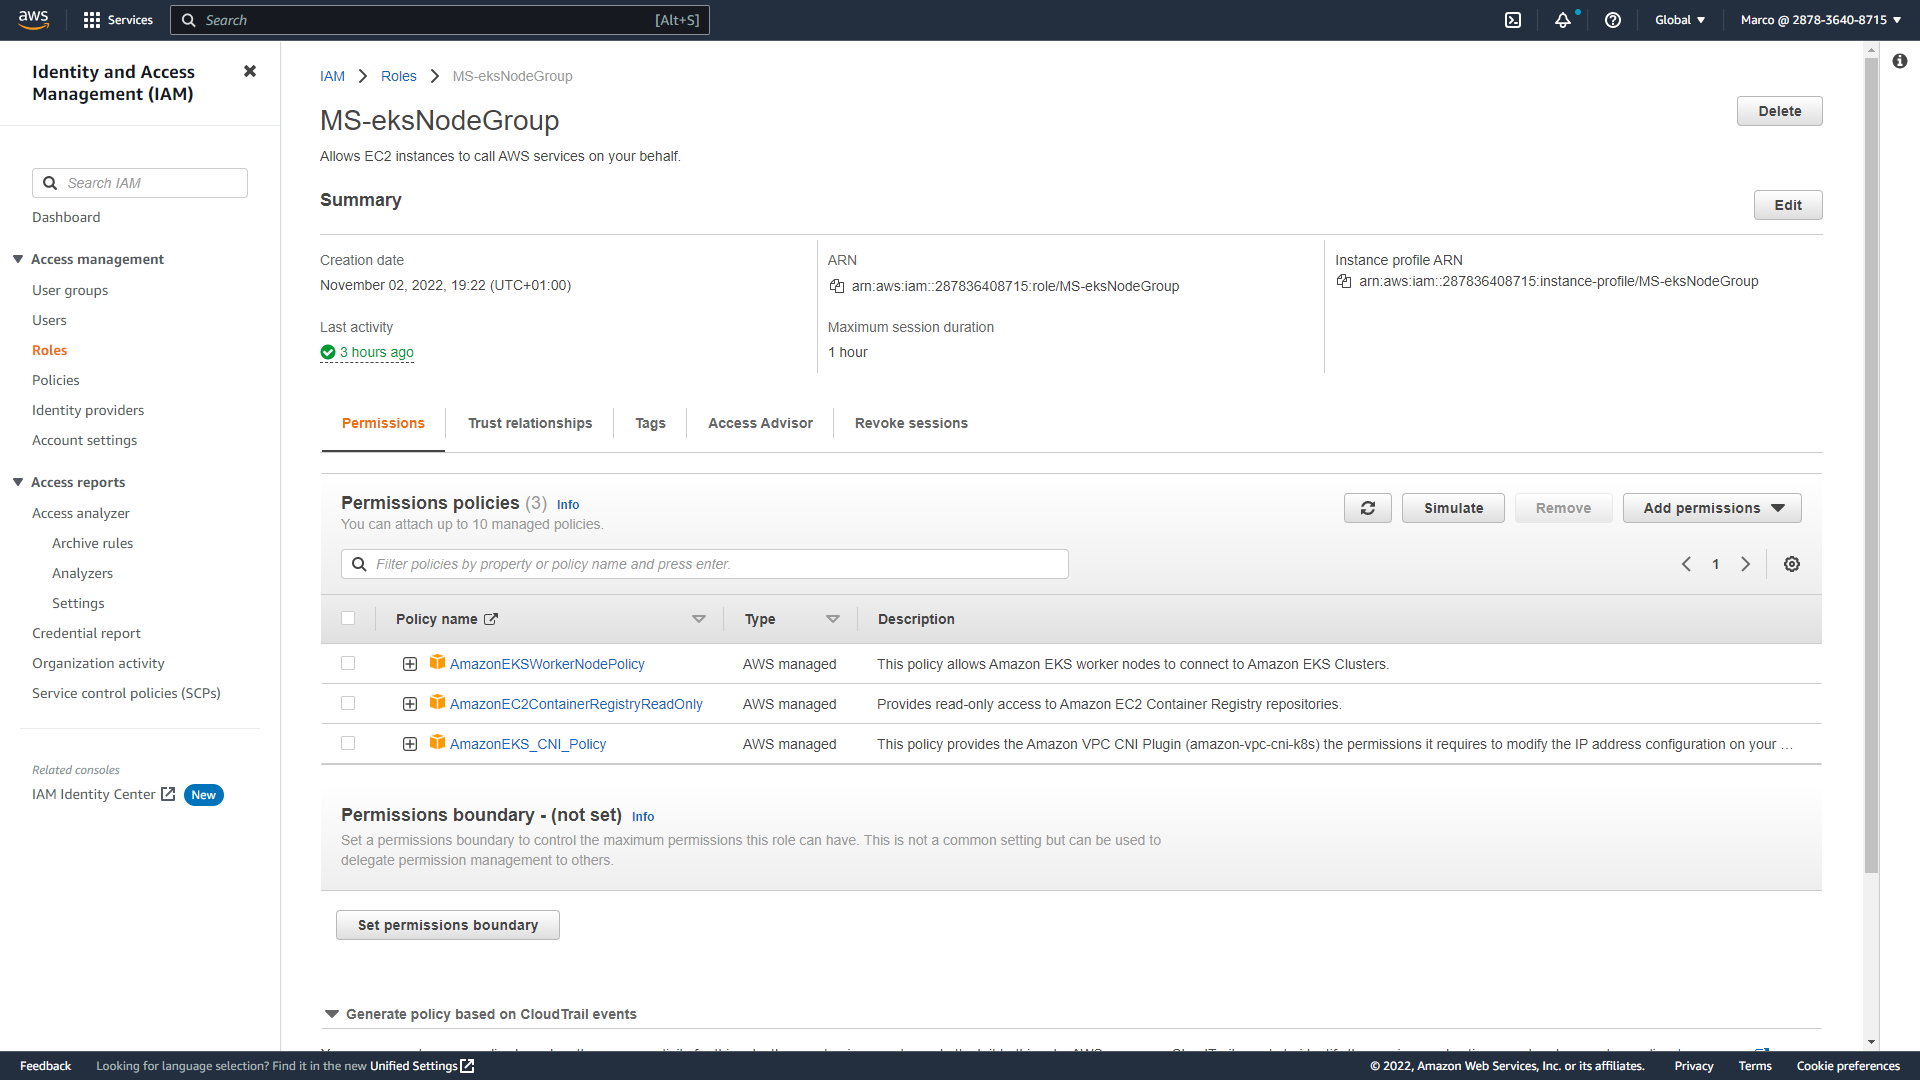 aws
Services
Search
[Alt+S]
Global
Marco @ 2878-3640-8715
Identity and Access
Management (IAM)
Search IAM
Dashboard
Access management
User groups
Users
Roles
Policies
Identity providers
Account settings
Access reports
Access analyzer
Archive rules
Analyzers
Settings
Credential report
Organization activity
Service control policies (SCPs)
Related consoles
IAM Identity Center New
IAM > Roles > MS-eksNodeGroup
MS-eksNodeGroup
Delete
Allows EC2 instances to call AWS services on your behalf.
Summary
Edit
Creation date
November 02, 2022, 19:22 (UTC+01:00)
Last activity
3 hours ago
ARN
arn:aws:iam::287836408715:role/MS-eksNodeGroup
Maximum session duration
1 hour
Instance profile ARN
arn:aws:iam::287836408715:instance-profile/MS-eksNodeGroup
Permissions
Trust relationships
Tags
Access Advisor
Revoke sessions
Permissions policies (3) Info
You can attach up to 10 managed policies.
Simulate
Remove
Add permissions
Filter policies by property or policy name and press enter.
1
Policy name
Type
Description
AmazonEKSWorkerNodePolicy AWS managed This policy allows Amazon EKS worker nodes to connect to Amazon EKS Clusters.
AmazonEC2ContainerRegistryReadOnly AWS managed Provides read-only access to Amazon EC2 Container Registry repositories.
AmazonEKS_CNI_Policy AWS managed This policy provides the Amazon VPC CNI Plugin (amazon-vpc-cni-k8s) the permissions it requires to modify the IP address configuration on your …
Permissions boundary - (not set) Info
Set a permissions boundary to control the maximum permissions this role can have. This is not a common setting but can be used to
delegate permission management to others.
Set permissions boundary
Generate policy based on CloudTrail events
Feedback
Looking for language selection? Find it in the new Unified Settings
© 2022, Amazon Web Services, Inc. or its affiliates.
Privacy
Terms
Cookie preferences